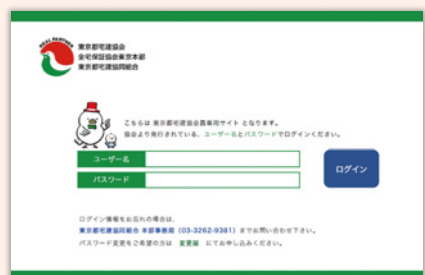 REAL PARTNER
東京都宅建協会
全宅保証協会東京本部
東京都宅建協同組合
こちらは 東京都宅建協会員専用サイト となります。
協会より発行されている、ユーザー名とパスワードでログインください。
ユーザー名
パスワード
ログイン
ログイン情報をお忘れの場合は、
東京都宅建協同組合 本部事務局（03-3262-9381）までお問い合わせ下さい。
パスワード変更をご希望の方は 変更届 にてお申し込みください。